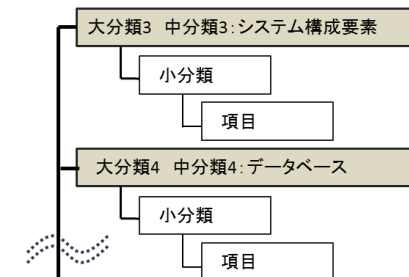 大分類3 中分類3:システム構成要素
小分類
項目
大分類4 中分類4:データベース
小分類
項目